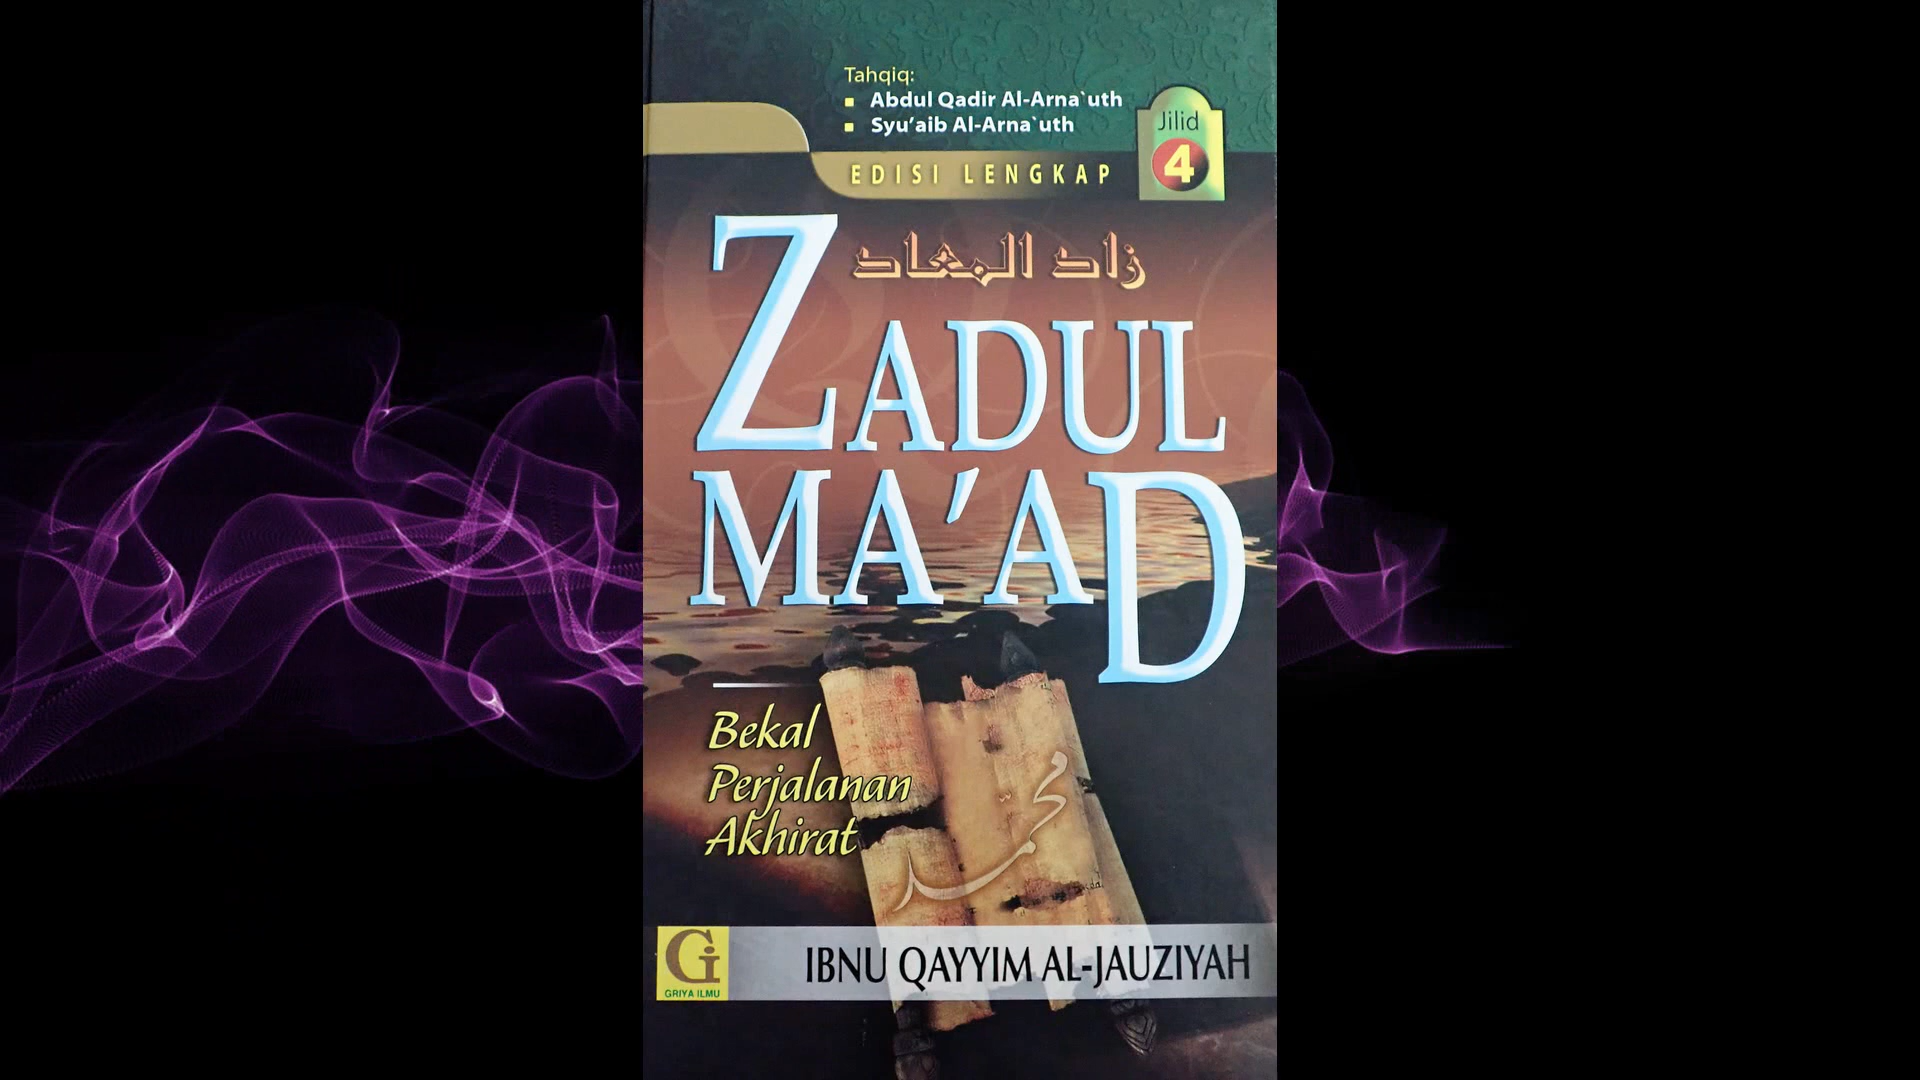 Tahqiq:
Abdul Qadir Al-Arna`uth
Syu'aib Al-Arna`uth
Jilid
4
EDISI LENGKAP
زاد المعاد
ZADUL
MA'AD
Bekal
Perjalanan
Akhirat
محمد
Gi
GRIYA ILMU
IBNU QAYYIM AL-JAUZIYAH